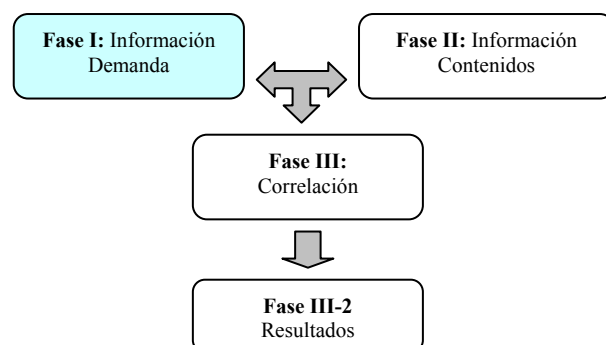 Fase I: Información
Demanda
Fase II: Información
Contenidos
Fase III:
Correlación
Fase III-2
Resultados